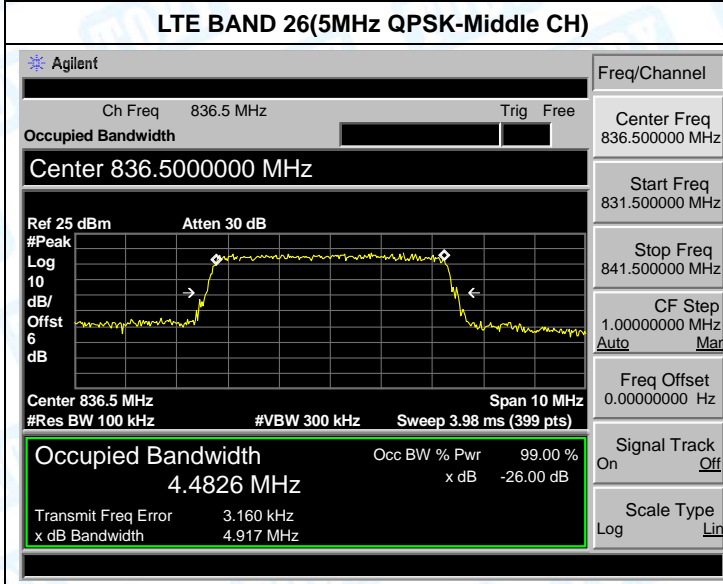 LTE BAND 26(5MHz QPSK-Middle CH)
Agilent
Freq/Channel
Ch Freq 836.5 MHz Trig Free
Occupied Bandwidth
Center 836.5000000 MHz
Center Freq
836.500000 MHz
Start Freq
831.500000 MHz
Stop Freq
841.500000 MHz
CF Step
1.00000000 MHz
Auto Man
Freq Offset
0.00000000 Hz
Signal Track
On Off
Scale Type
Log Lin
Ref 25 dBm Atten 30 dB
#Peak
Log
10
dB/
Offst
6
dB
Center 836.5 MHz Span 10 MHz
#Res BW 100 kHz #VBW 300 kHz Sweep 3.98 ms (399 pts)
Occupied Bandwidth Occ BW % Pwr 99.00 %
4.4826 MHz x dB -26.00 dB
Transmit Freq Error 3.160 kHz
x dB Bandwidth 4.917 MHz